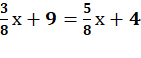 3/8 x + 9 = 5/8 x + 4